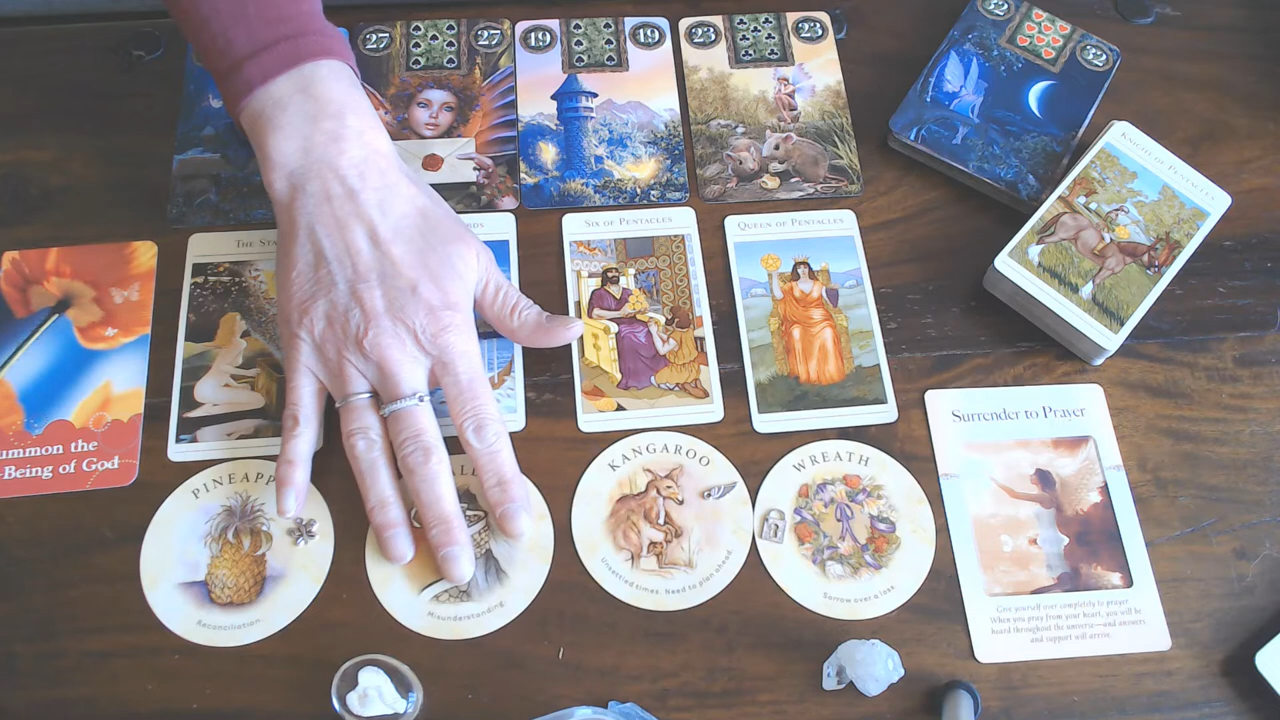 27 27
19 19
23 23
32
32
KNIGHT OF PENTACLES
THE STA
RDS
SIX OF PENTACLES
QUEEN OF PENTACLES
ummon the
-Being of God
PINEAPP
Reconciliation.
Misunderstanding.
KANGAROO
Unsettled times. Need to plan ahead.
WREATH
Sorrow over a loss
Surrender to Prayer
Give yourself over completely to prayer.
When you pray from your heart, you will be
heard throughout the universe—and answers
and support will arrive.